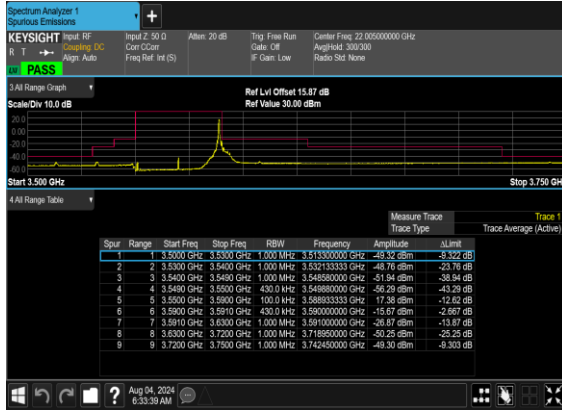 Spectrum Analyzer 1
Spurious Emissions
KEYSIGHT Input: RF Input Z: 50 Ω Atten: 20 dB Trig: Free Run Center Freq: 22.005000000 GHz
R T Coupling: DC Corr CCorr Gate: Off Avg|Hold: 300/300
Align: Auto Freq Ref: Int (S) IF Gain: Low Radio Std: None
PASS
3 All Range Graph
Ref Lvl Offset 15.87 dB
Scale/Div 10.0 dB Ref Value 30.00 dBm
20.0
0.00
-20.0
-40.0
-60.0
Start 3.500 GHz Stop 3.750 GH
4 All Range Table
Measure Trace Trace 1
Trace Type Trace Average (Active)
Spur Range Start Freq Stop Freq RBW Frequency Amplitude ΔLimit
1 1 3.5000 GHz 3.5300 GHz 1.000 MHz 3.513300000 GHz -49.32 dBm -9.322 dB
2 2 3.5300 GHz 3.5400 GHz 1.000 MHz 3.532133333 GHz -48.76 dBm -23.76 dB
3 3 3.5400 GHz 3.5490 GHz 1.000 MHz 3.548590000 GHz -51.94 dBm -38.94 dB
4 4 3.5490 GHz 3.5500 GHz 430.0 kHz 3.549880000 GHz -56.29 dBm -43.29 dB
5 5 3.5500 GHz 3.5900 GHz 100.0 kHz 3.588933333 GHz 17.38 dBm -12.62 dB
6 6 3.5900 GHz 3.5910 GHz 430.0 kHz 3.590000000 GHz -15.67 dBm -2.667 dB
7 7 3.5910 GHz 3.6300 GHz 1.000 MHz 3.591000000 GHz -26.87 dBm -13.87 dB
8 8 3.6300 GHz 3.7200 GHz 1.000 MHz 3.718950000 GHz -50.25 dBm -25.25 dB
9 9 3.7200 GHz 3.7500 GHz 1.000 MHz 3.742450000 GHz -49.30 dBm -9.303 dB
Aug 04, 2024
6:33:39 AM